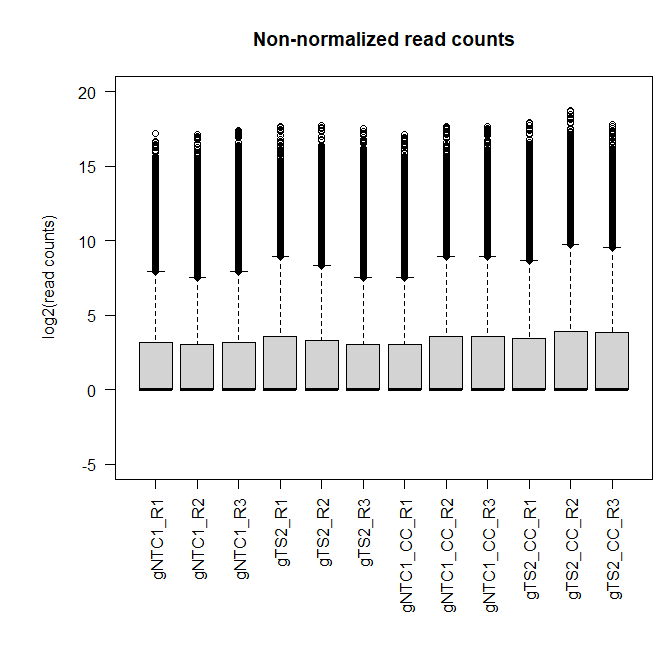 Non-normalized read counts
log2(read counts)
20
15
10
5
0
-5
gNTC1_R1
gNTC1_R2
gNTC1_R3
gTS2_R1
gTS2_R2
gTS2_R3
gNTC1_CC_R1
gNTC1_CC_R2
gNTC1_CC_R3
gTS2_CC_R1
gTS2_CC_R2
gTS2_CC_R3